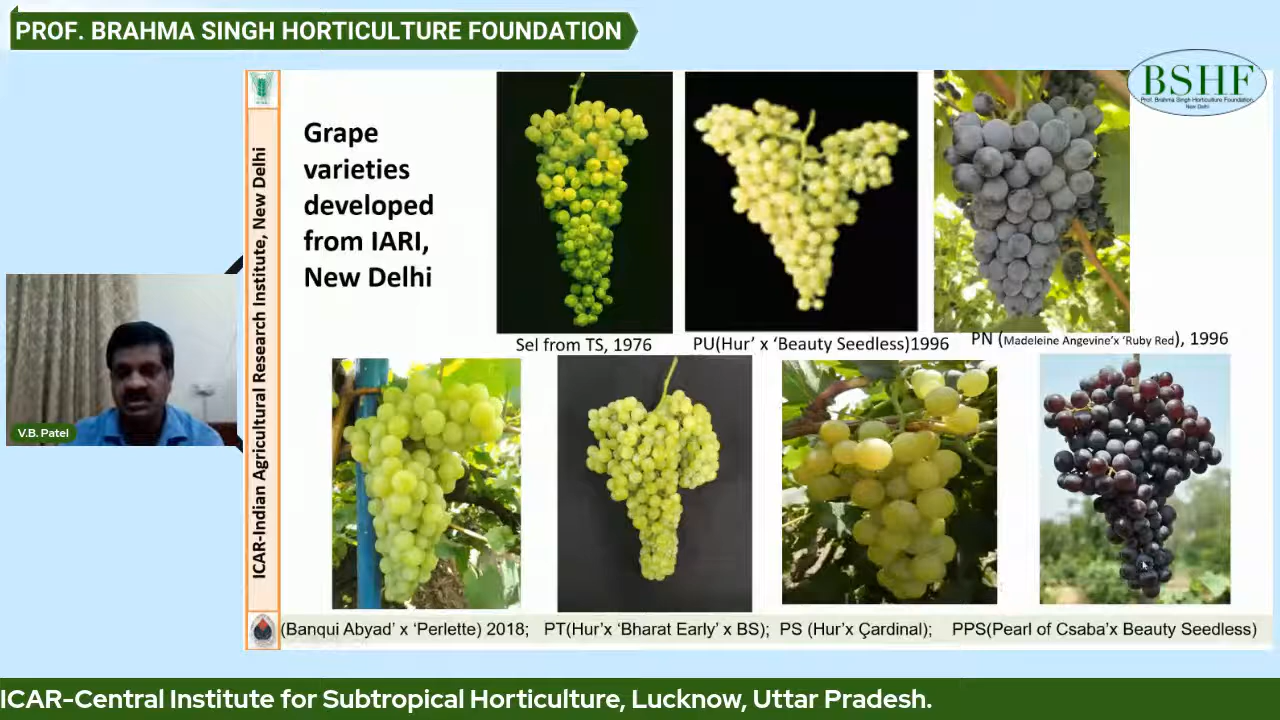 PROF. BRAHMA SINGH HORTICULTURE FOUNDATION
BSHF
Prof. Brahma Singh Horticulture Foundation
New Delhi
ICAR-Indian Agricultural Research Institute, New Delhi
Grape
varieties
developed
from IARI,
New Delhi
Sel from TS, 1976
PU(Hur' x 'Beauty Seedless)1996
PN (Madeleine Angevine'x 'Ruby Red), 1996
V.B. Patel
(Banqui Abyad' x 'Perlette) 2018; PT(Hur'x 'Bharat Early' x BS); PS (Hur'x Çardinal); PPS(Pearl of Csaba'x Beauty Seedless)
ICAR-Central Institute for Subtropical Horticulture, Lucknow, Uttar Pradesh.